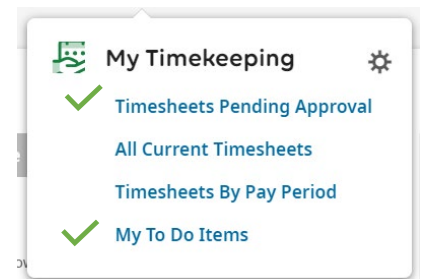 My Timekeeping
Timesheets Pending Approval
All Current Timesheets
Timesheets By Pay Period
My To Do Items